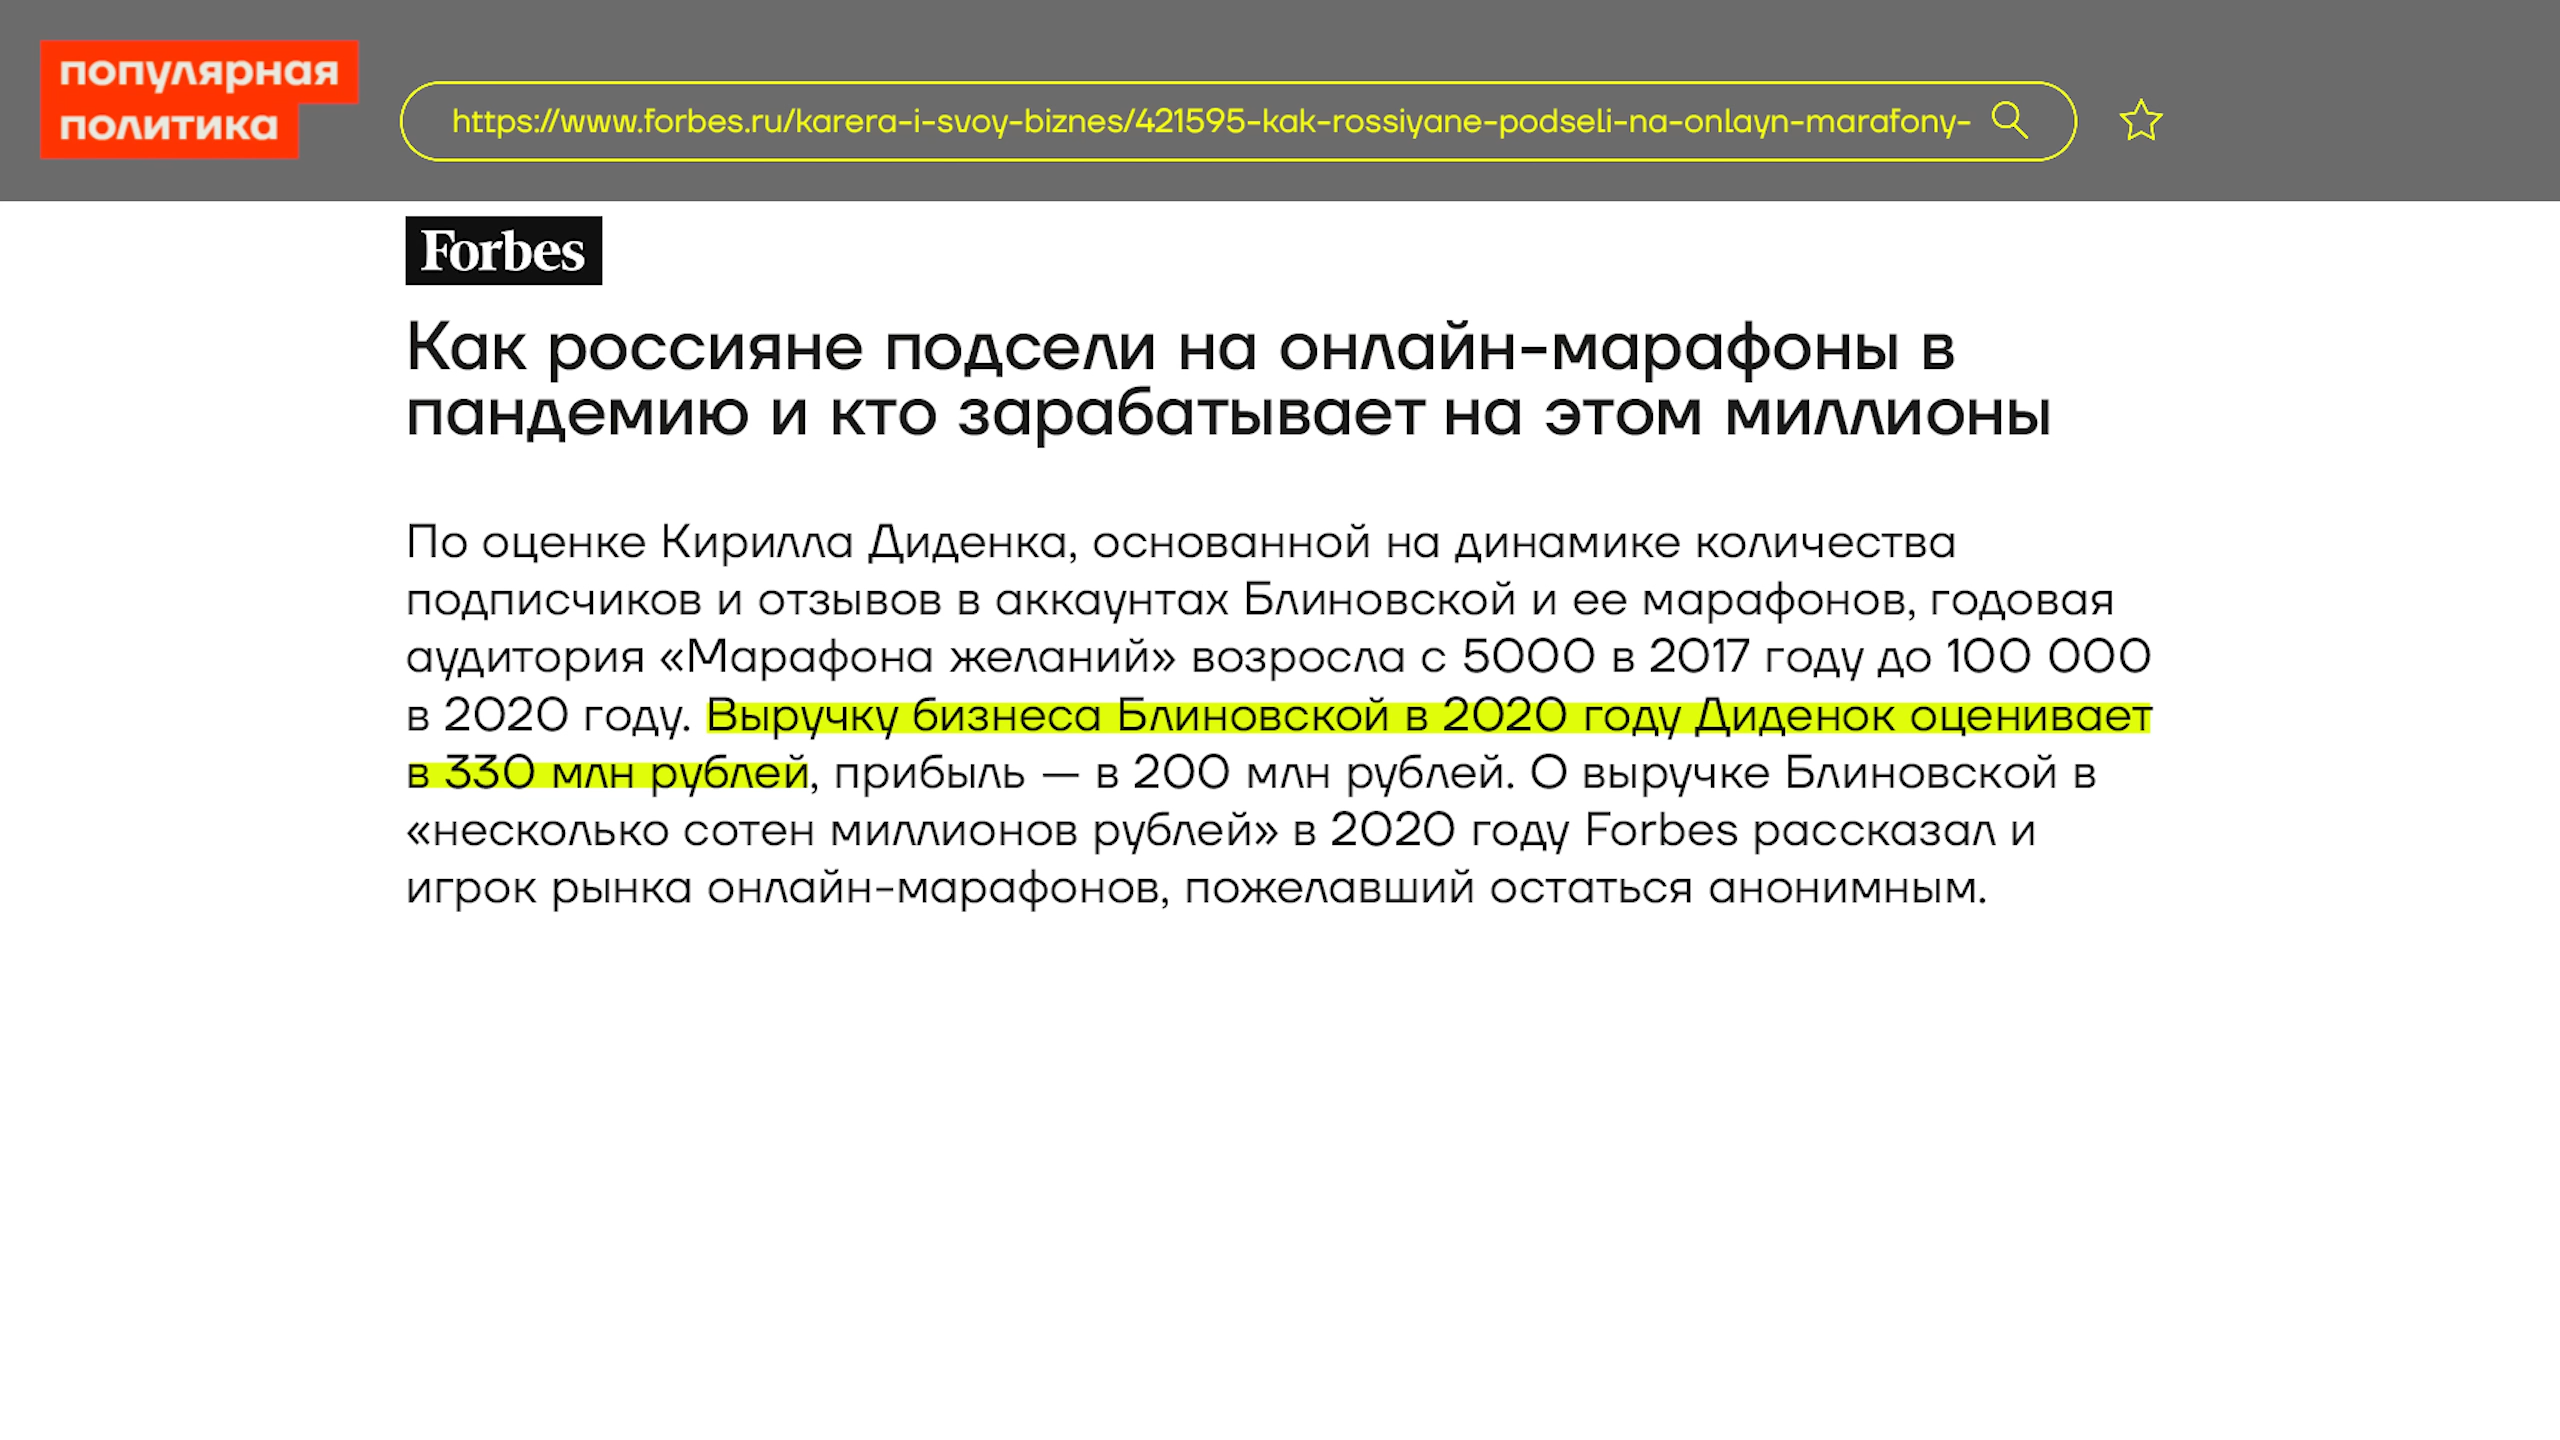 популярная
политика
https://www.forbes.ru/karera-i-svoy-biznes/421595-kak-rossiyane-podseli-na-onlayn-marafony-
Forbes
Как россияне подсели на онлайн-марафоны в
пандемию и кто зарабатывает на этом миллионы
По оценке Кирилла Диденка, основанной на динамике количества
подписчиков и отзывов в аккаунтах Блиновской и ее марафонов, годовая
аудитория «Марафона желаний» возросла с 5000 в 2017 году до 100 000
в 2020 году. Выручку бизнеса Блиновской в 2020 году Диденок оценивает
в 330 млн рублей, прибыль — в 200 млн рублей. О выручке Блиновской в
«несколько сотен миллионов рублей» в 2020 году Forbes рассказал и
игрок рынка онлайн-марафонов, пожелавший остаться анонимным.